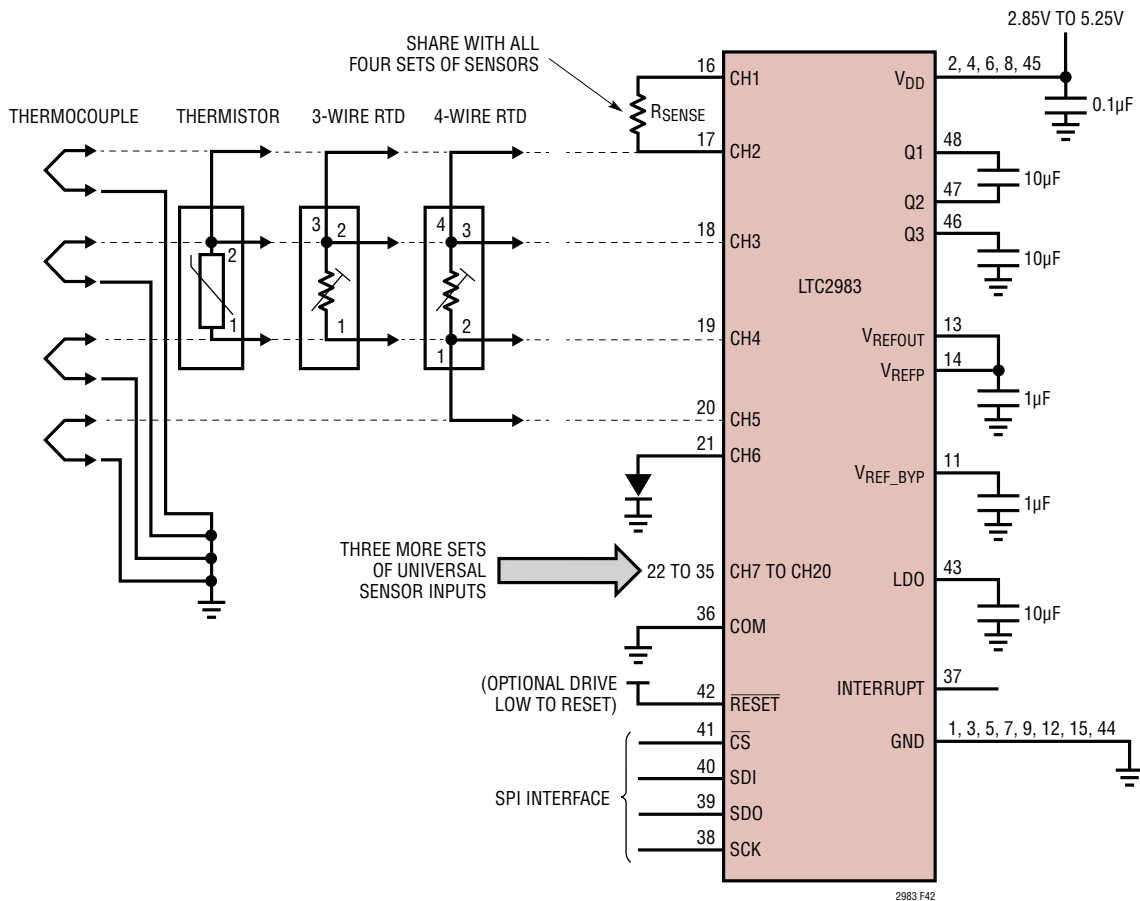 2.85V TO 5.25V
SHARE WITH ALL
FOUR SETS OF SENSORS
THERMOCOUPLE
THERMISTOR
3-WIRE RTD
4-WIRE RTD
RSENSE
2
1
3 2
1
4 3
2
1
16 CH1
17 CH2
18 CH3
19 CH4
20 CH5
21 CH6
THREE MORE SETS
OF UNIVERSAL
SENSOR INPUTS
22 TO 35 CH7 TO CH20
36 COM
(OPTIONAL DRIVE
LOW TO RESET)
42 RESET
SPI INTERFACE
41 CS
40 SDI
39 SDO
38 SCK
LTC2983
VDD 2, 4, 6, 8, 45
0.1µF
Q1 48
10µF
Q2 47
Q3 46
10µF
VREFOUT 13
VREFP 14
1µF
VREF_BYP 11
1µF
LDO 43
10µF
INTERRUPT 37
GND 1, 3, 5, 7, 9, 12, 15, 44
2983 F42